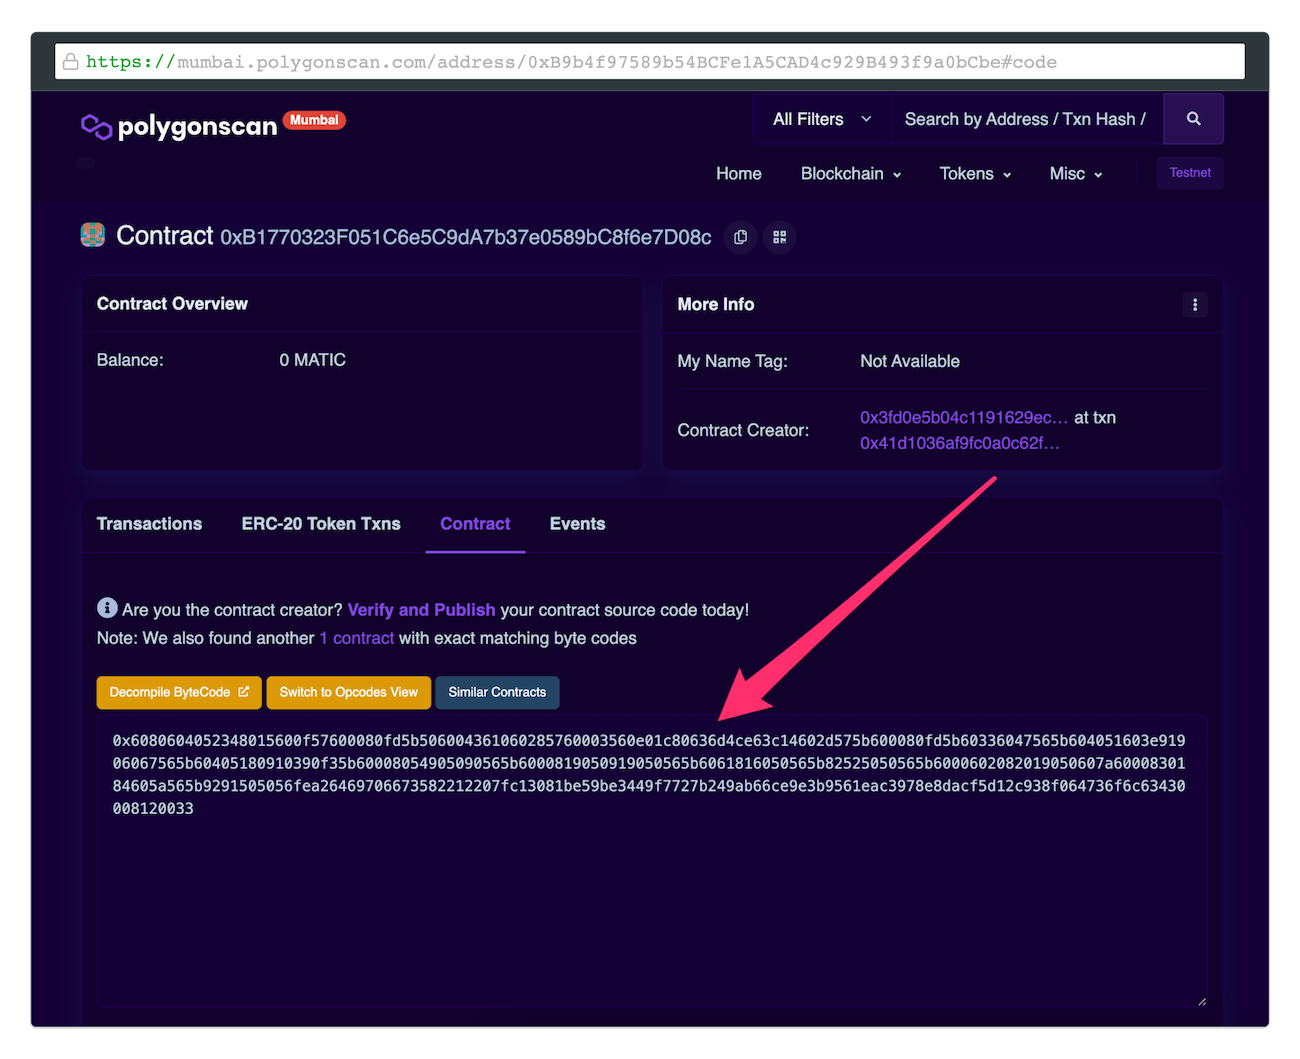 https://mumbai.polygonscan.com/address/0xB9b4f97589b54BCFe1A5CAD4c929B493f9a0bCbe#code
polygonscan Mumbai
All Filters Search by Address / Txn Hash /
Home Blockchain Tokens Misc Testnet
Contract 0xB1770323F051C6e5C9dA7b37e0589bC8f6e7D08c
Contract Overview
Balance: 0 MATIC
More Info
My Name Tag: Not Available
Contract Creator: 0x3fd0e5b04c1191629ec... at txn
0x41d1036af9fc0a0c62f...
Transactions ERC-20 Token Txns Contract Events
Are you the contract creator? Verify and Publish your contract source code today!
Note: We also found another 1 contract with exact matching byte codes
Decompile ByteCode Switch to Opcodes View Similar Contracts
0x6080604052348015600f57600080fd5b506004361060285760003560e01c80636d4ce63c14602d575b600080fd5b60336047565b604051603e919
06067565b60405180910390f35b60008054905090565b6000819050919050565b6061816050565b82525050565b6000602082019050607a60008301
84605a565b9291505056fea26469706673582212207fc13081be59be3449f7727b249ab66ce9e3b9561eac3978e8dacf5d12c938f064736f6c63430
008120033